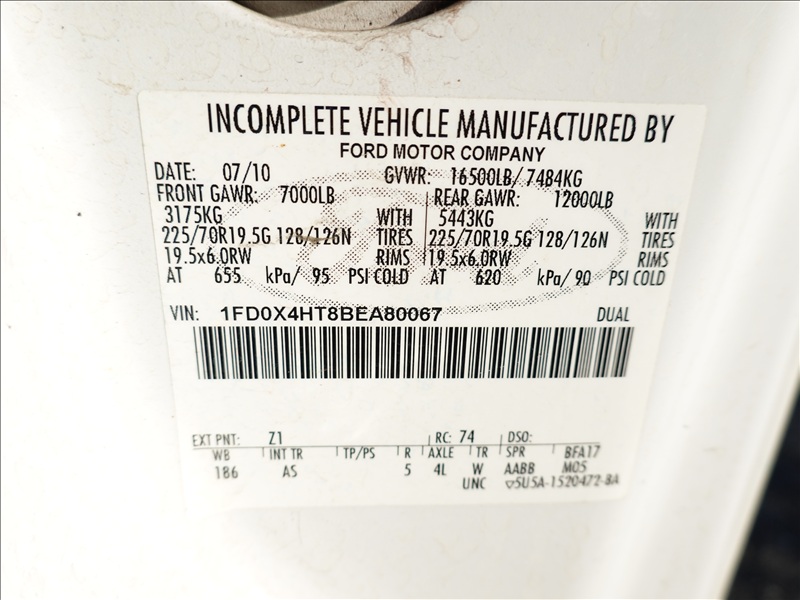 INCOMPLETE VEHICLE MANUFACTURED BY
FORD MOTOR COMPANY
DATE: 07/10 GVWR: 16500LB/ 7484KG
FRONT GAWR: 7000LB REAR GAWR: 12000LB
3175KG WITH 5443KG WITH
225/70R19.5G 128/126N TIRES 225/70R19.5G 128/126N TIRES
19.5x6.0RW RIMS 19.5x6.0RW RIMS
AT 655 kPa/ 95 PSI COLD AT 620 kPa/ 90 PSI COLD
VIN: 1FD0X4HT8BEA80067 DUAL
EXT PNT: Z1 RC: 74 DSO:
WB INT TR TP/PS R AXLE TR SPR BFA17
186 AS 5 4L W AABB M05
UNC ▽5U5A-1520472-BA